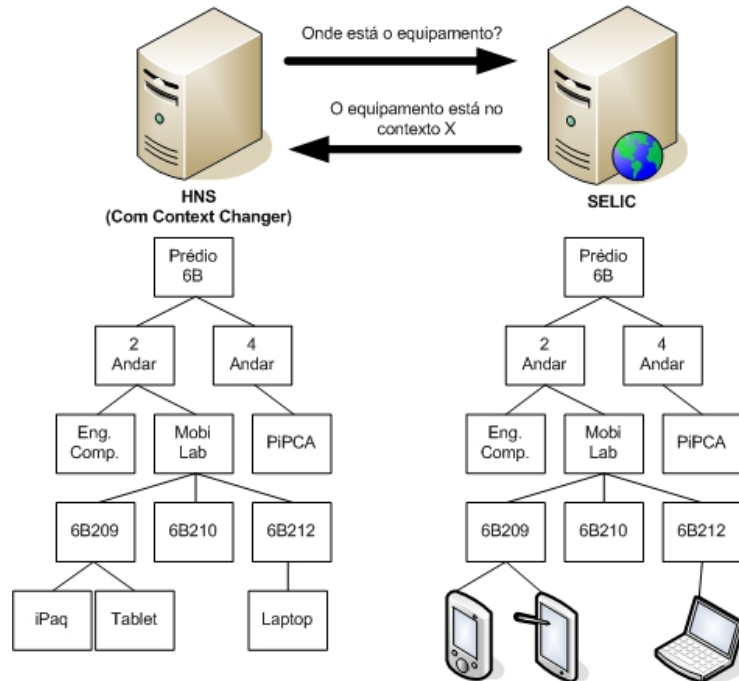 Onde está o equipamento?
O equipamento está no
contexto X
HNS
(Com Context Changer)
SELIC
Prédio
6B
2
Andar
4
Andar
Eng.
Comp.
Mobi
Lab
PiPCA
6B209
6B210
6B212
iPaq
Tablet
Laptop
Prédio
6B
2
Andar
4
Andar
Eng.
Comp.
Mobi
Lab
PiPCA
6B209
6B210
6B212